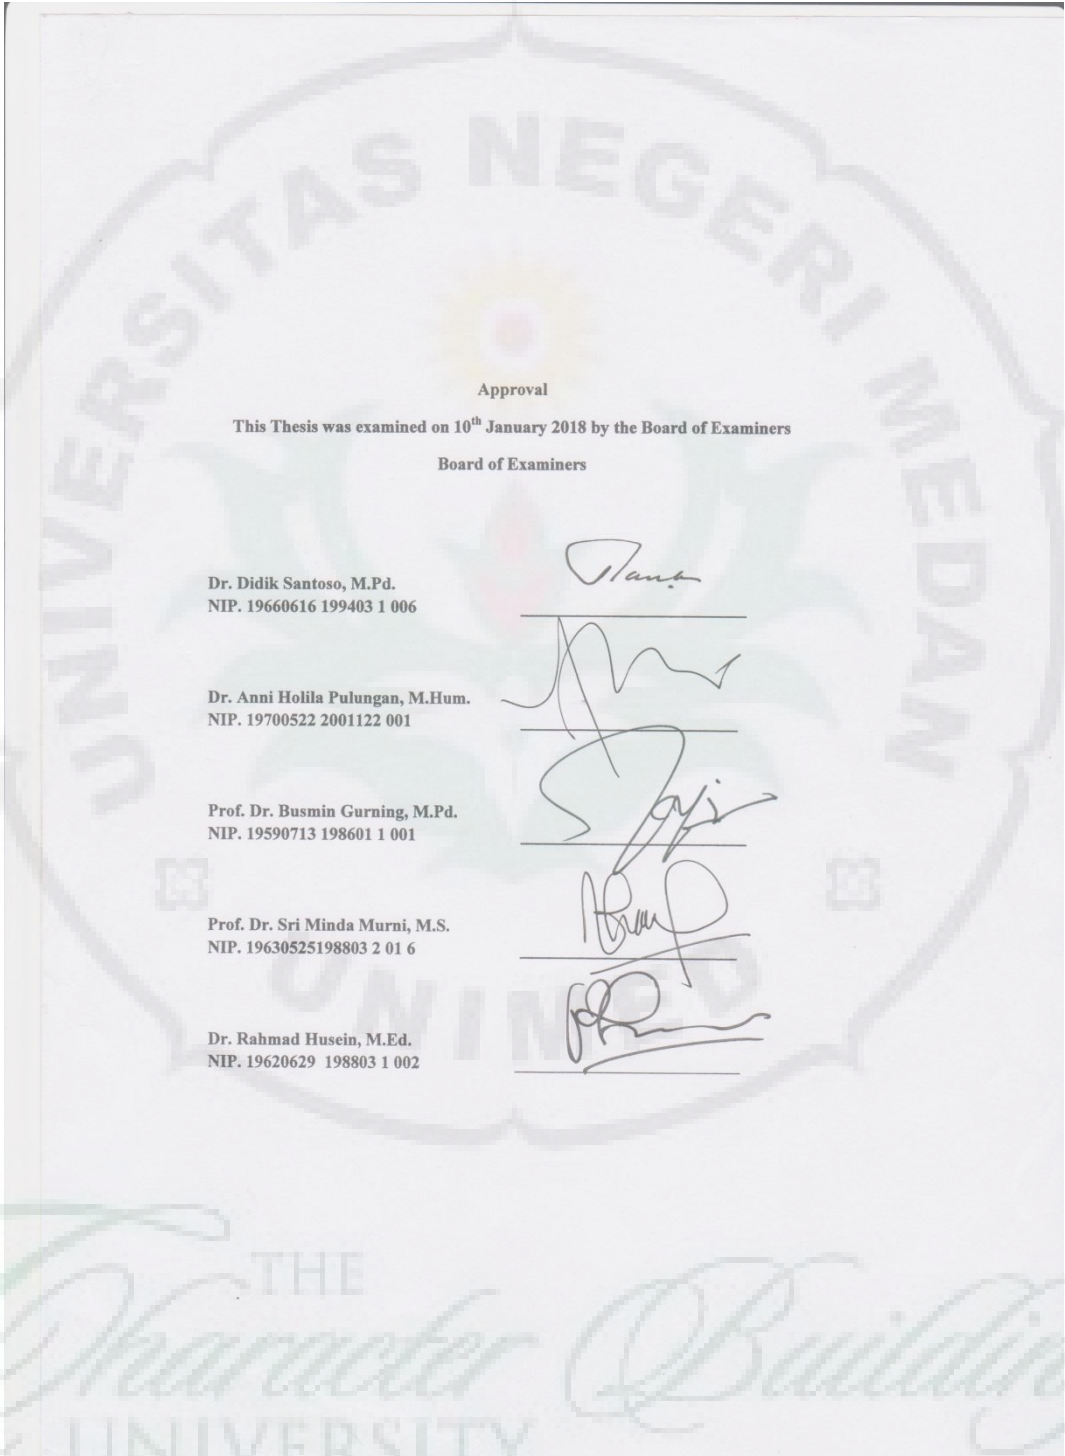 UNIVERSITAS NEGERI MEDAN
Approval
This Thesis was examined on 10th January 2018 by the Board of Examiners
Board of Examiners
Dr. Didik Santoso, M.Pd.
NIP. 19660616 199403 1 006
Dr. Anni Holila Pulungan, M.Hum.
NIP. 19700522 2001122 001
Prof. Dr. Busmin Gurning, M.Pd.
NIP. 19590713 198601 1 001
Prof. Dr. Sri Minda Murni, M.S.
NIP. 19630525198803 2 01 6
Dr. Rahmad Husein, M.Ed.
NIP. 19620629  198803 1 002
UNIMED
THE
Character Buildin
UNIVERSITY